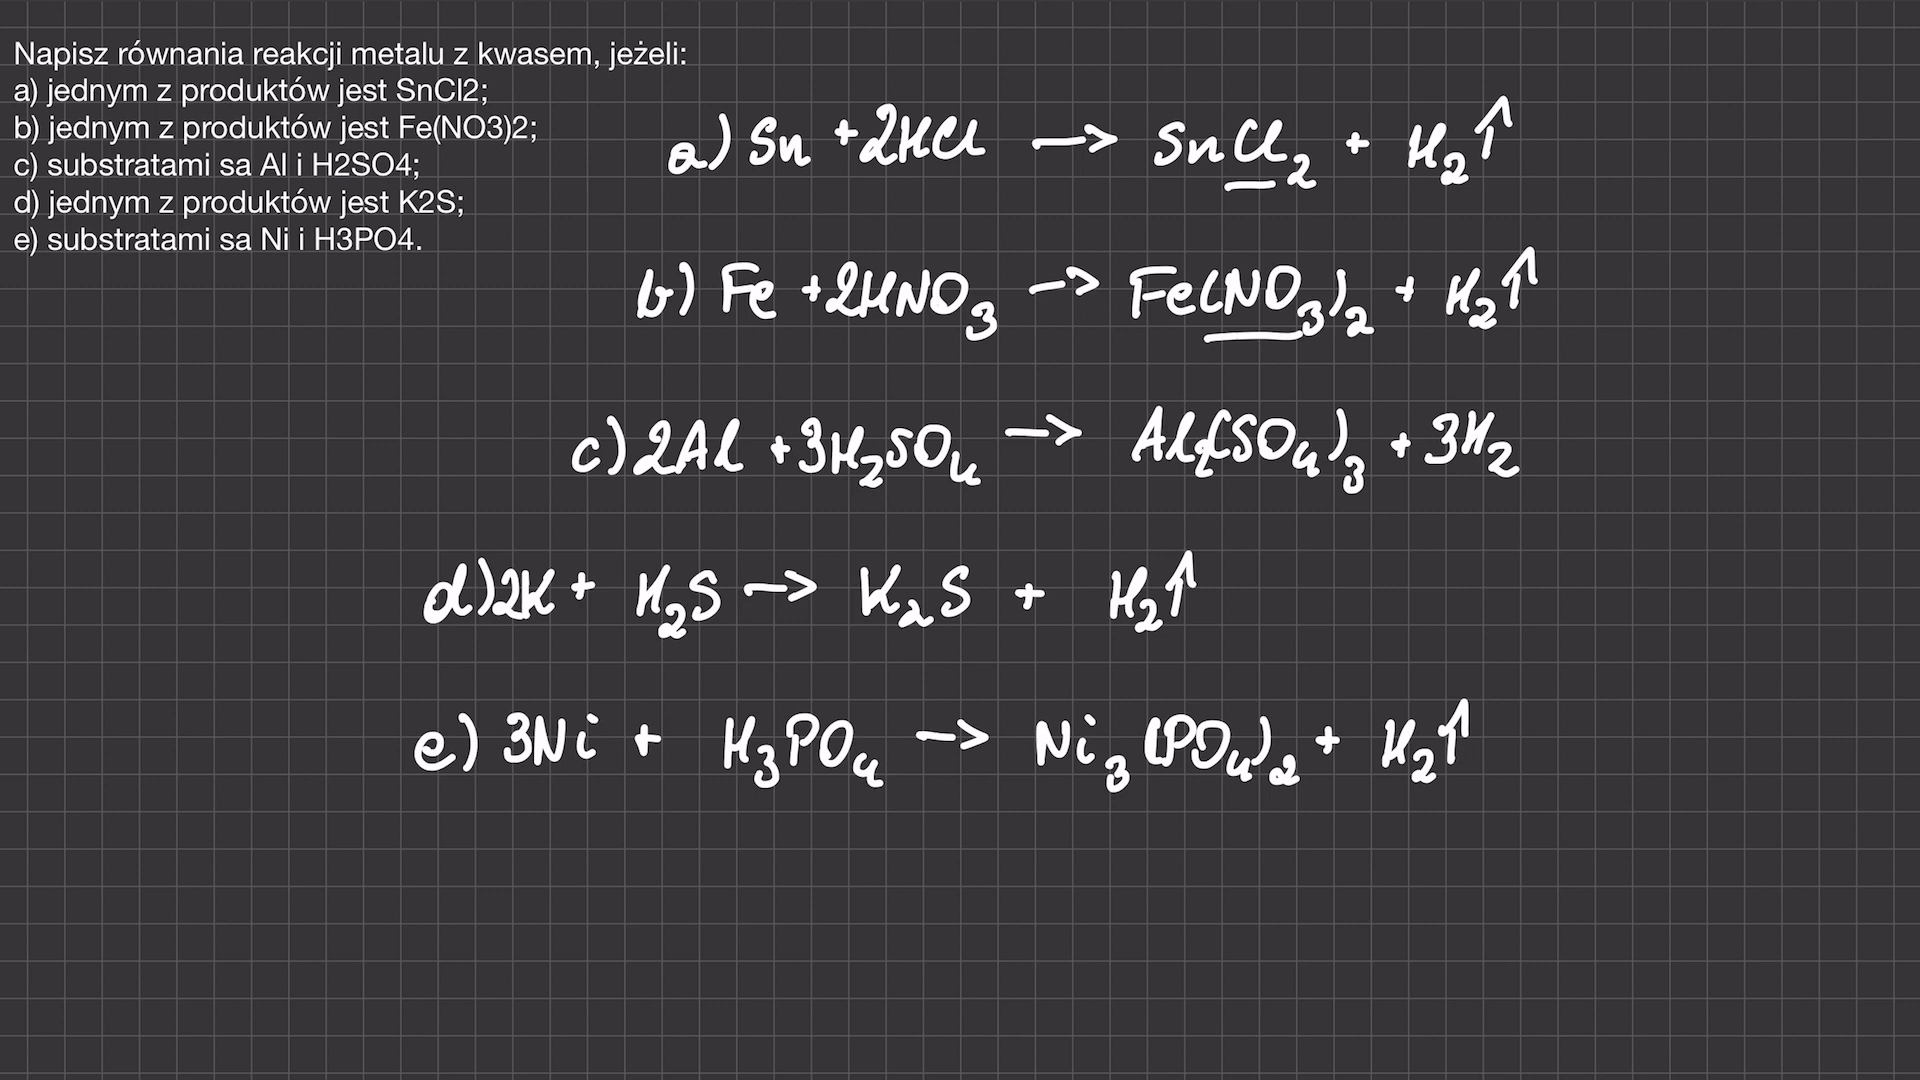 Napisz równania reakcji metalu z kwasem, jeżeli:
a) jednym z produktów jest SnCl2;
b) jednym z produktów jest Fe(NO3)2;
c) substratami sa Al i H2SO4;
d) jednym z produktów jest K2S;
e) substratami sa Ni i H3PO4.
a) Sn + 2HCl → SnCl₂ + H₂↑
b) Fe + 2HNO₃ → Fe(NO₃)₂ + H₂↑
c) 2Al + 3H₂SO₄ → Al₂(SO₄)₃ + 3H₂
d) 2K + H₂S → K₂S + H₂↑
e) 3Ni + H₃PO₄ → Ni₃(PO₄)₂ + H₂↑